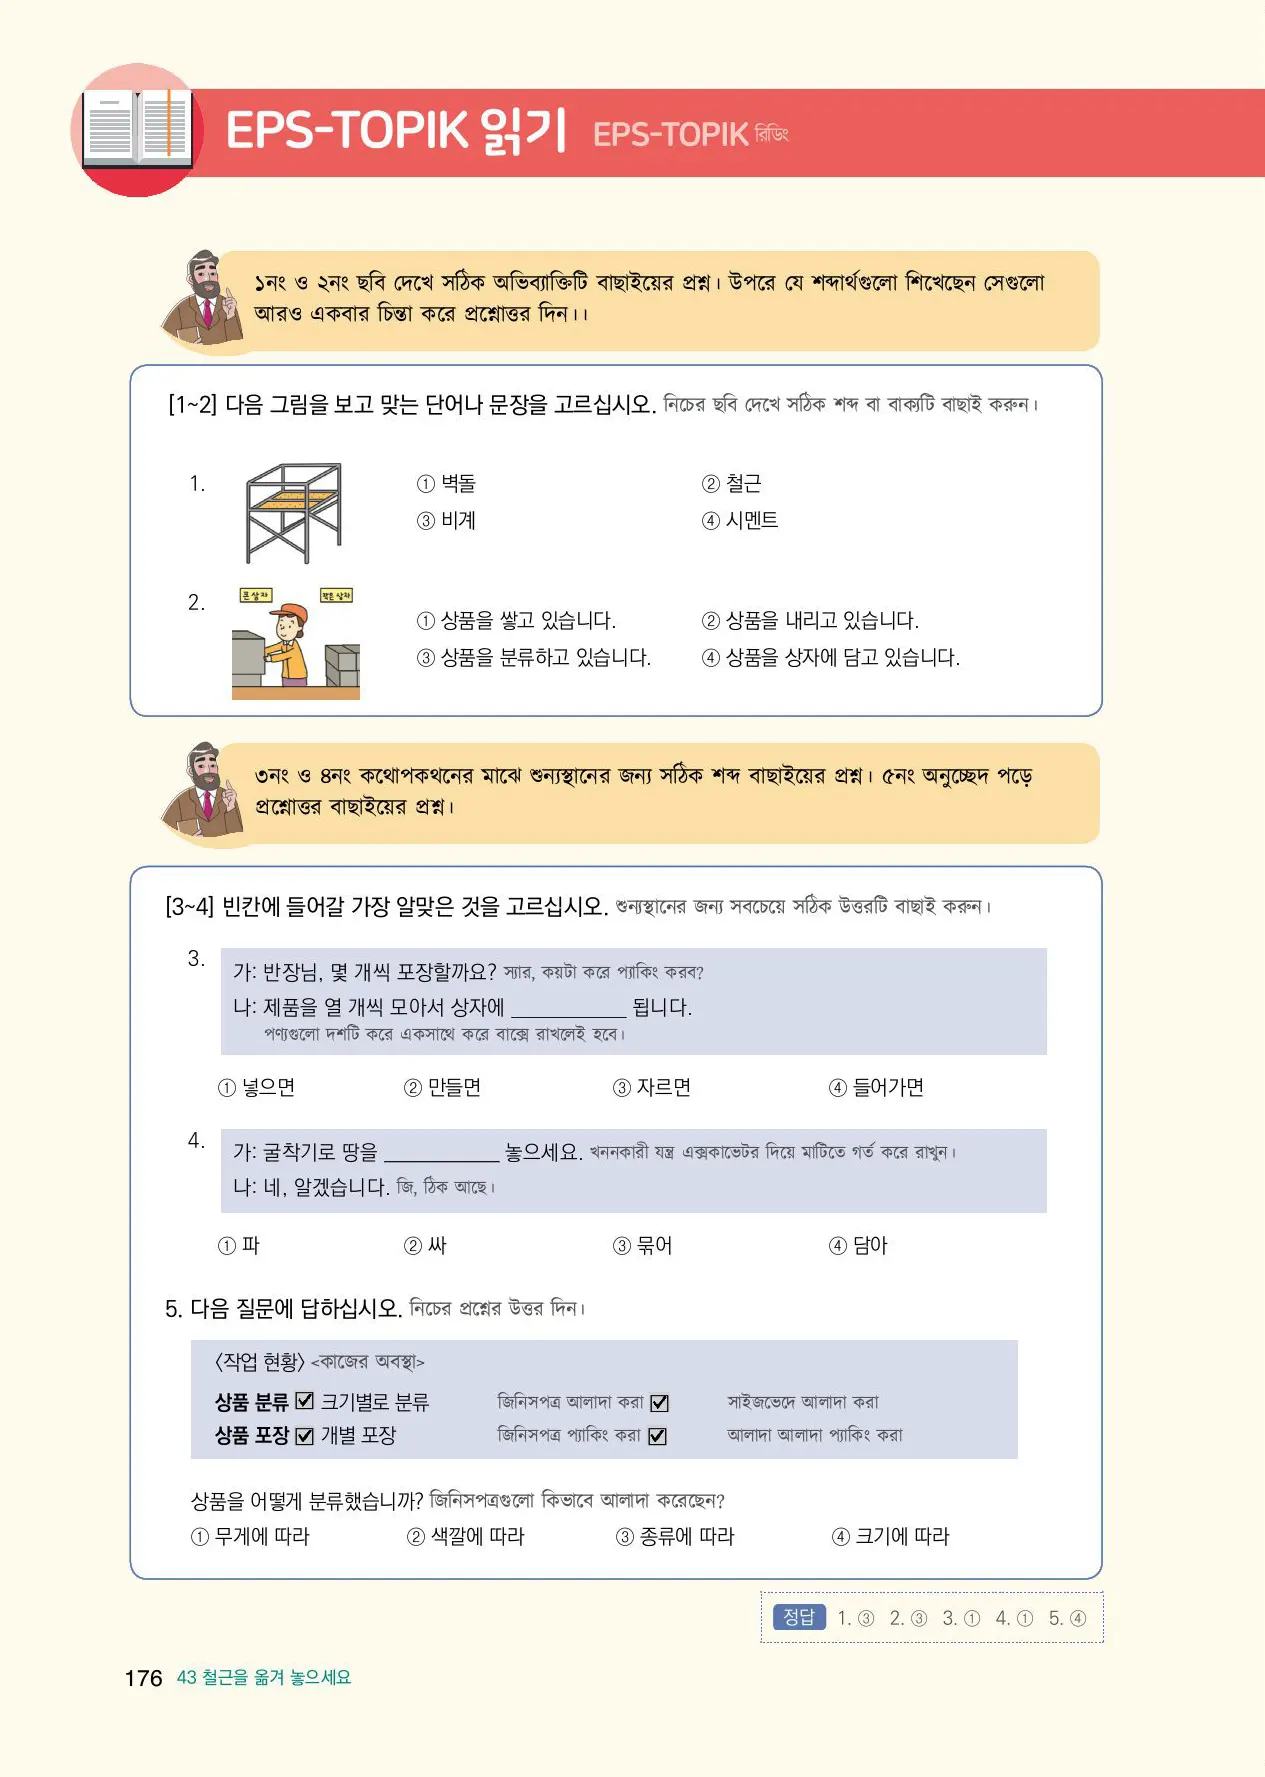 EPS-TOPIK 읽기 EPS-TOPIK রিডিং
১নং ও ২নং ছবি দেখে সঠিক অভিব্যাক্তিটি বাছাইয়ের প্রশ্ন। উপরে যে শব্দার্থগুলো শিখেছেন সেগুলো
আরও একবার চিন্তা করে প্রশ্নোত্তর দিন।।
[1~2] 다음 그림을 보고 맞는 단어나 문장을 고르십시오. নিচের ছবি দেখে সঠিক শব্দ বা বাক্যটি বাছাই করুন।
1. ① 벽돌 ② 철근
③ 비계 ④ 시멘트
2. 큰 상자 작은 상자
① 상품을 쌓고 있습니다. ② 상품을 내리고 있습니다.
③ 상품을 분류하고 있습니다. ④ 상품을 상자에 담고 있습니다.
৩নং ও ৪নং কথোপকথনের মাঝে শুন্যস্থানের জন্য সঠিক শব্দ বাছাইয়ের প্রশ্ন। ৫নং অনুচ্ছেদ পড়ে
প্রশ্নোত্তর বাছাইয়ের প্রশ্ন।
[3~4] 빈칸에 들어갈 가장 알맞은 것을 고르십시오. শুন্যস্থানের জন্য সবচেয়ে সঠিক উত্তরটি বাছাই করুন।
3. 가: 반장님, 몇 개씩 포장할까요? স্যার, কয়টা করে প্যাকিং করব?
나: 제품을 열 개씩 모아서 상자에 ___________ 됩니다.
পণ্যগুলো দশটি করে একসাথে করে বাক্সে রাখলেই হবে।
① 넣으면 ② 만들면 ③ 자르면 ④ 들어가면
4. 가: 굴착기로 땅을 ___________ 놓으세요. খননকারী যন্ত্র এক্সকাভেটর দিয়ে মাটিতে গর্ত করে রাখুন।
나: 네, 알겠습니다. জি, ঠিক আছে।
① 파 ② 싸 ③ 묶어 ④ 담아
5. 다음 질문에 답하십시오. নিচের প্রশ্নের উত্তর দিন।
〈작업 현황〉 <কাজের অবস্থা>
상품 분류 ☑ 크기별로 분류 জিনিসপত্র আলাদা করা ☑ সাইজভেদে আলাদা করা
상품 포장 ☑ 개별 포장 জিনিসপত্র প্যাকিং করা ☑ আলাদা আলাদা প্যাকিং করা
상품을 어떻게 분류했습니까? জিনিসপত্রগুলো কিভাবে আলাদা করেছেন?
① 무게에 따라 ② 색깔에 따라 ③ 종류에 따라 ④ 크기에 따라
정답 1. ③ 2. ③ 3. ① 4. ① 5. ④
176 43 철근을 옮겨 놓으세요